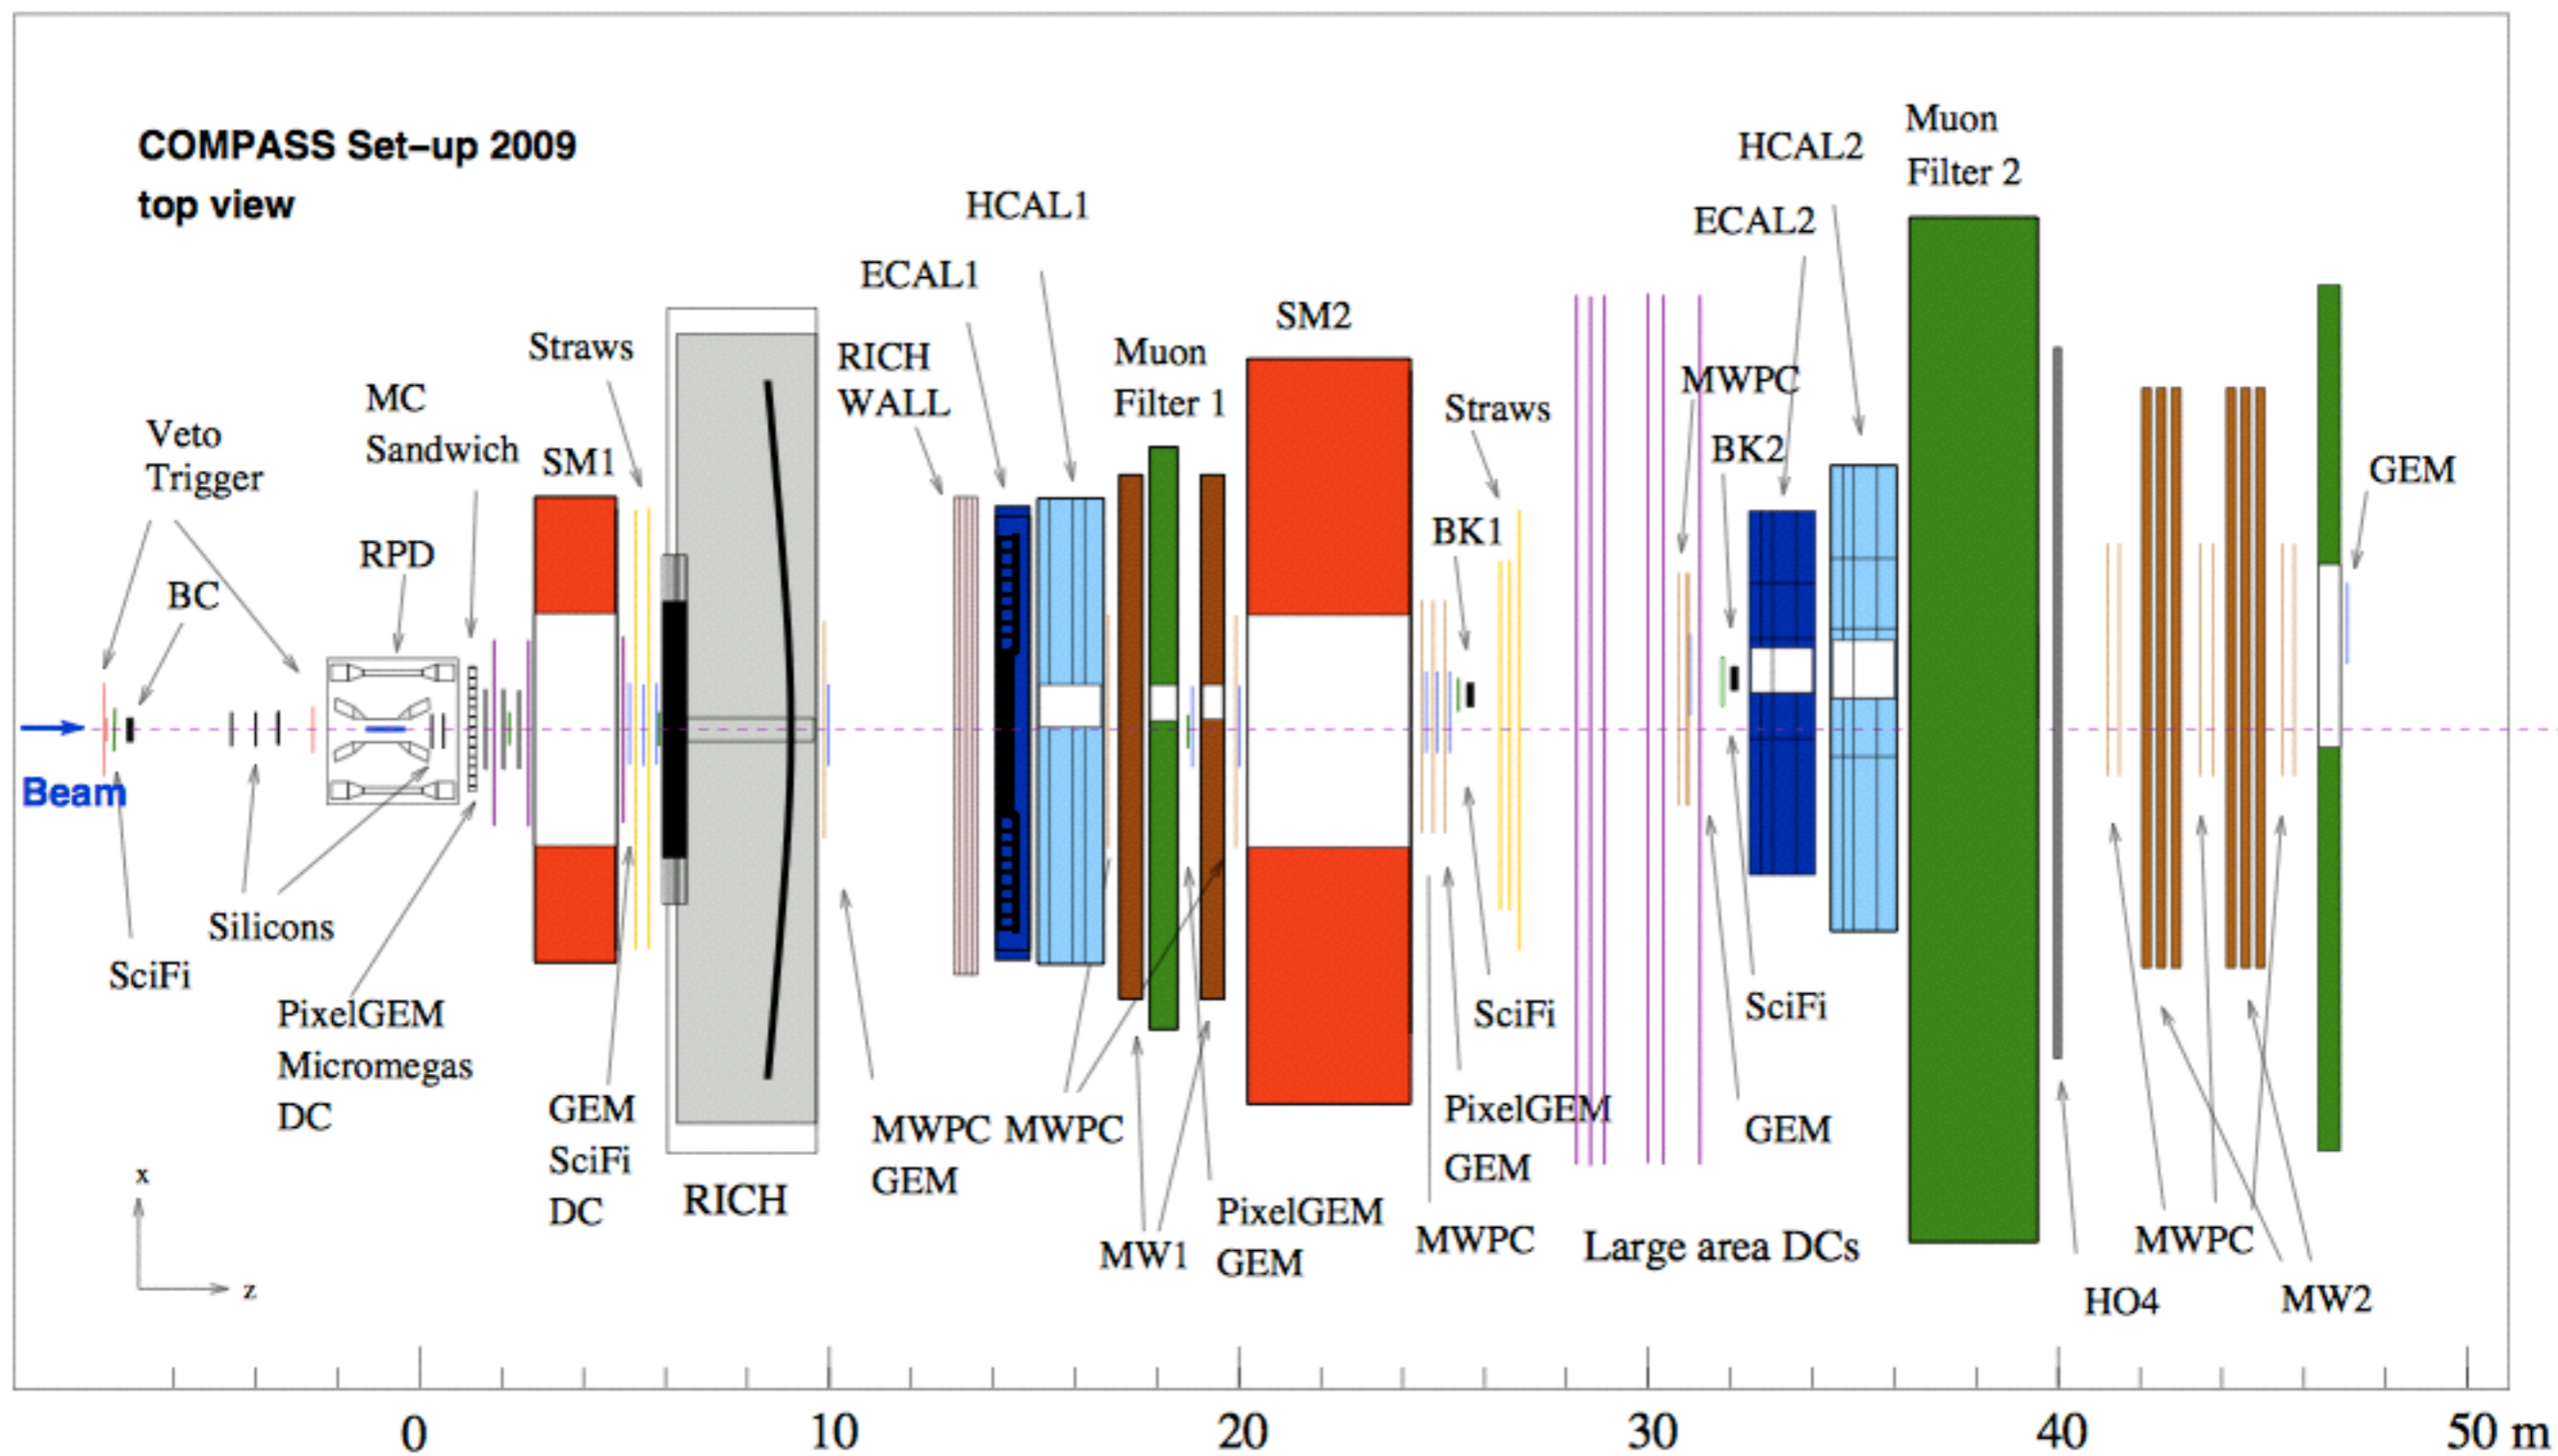 COMPASS Set-up 2009
top view
Muon
Filter 2
HCAL2
ECAL2
HCAL1
ECAL1
SM2
Straws
RICH
WALL
Muon
Filter 1
MWPC
MC
Sandwich
Straws
Veto
Trigger
SM1
BK2
GEM
RPD
BK1
BC
Beam
Silicons
SciFi
PixelGEM
Micromegas
DC
SciFi
SciFi
GEM
SciFi
DC
MWPC
GEM
MWPC
PixelGEM
GEM
GEM
x
z
RICH
MW1
PixelGEM
GEM
MWPC
Large area DCs
MWPC
HO4
MW2
0 10 20 30 40 50 m